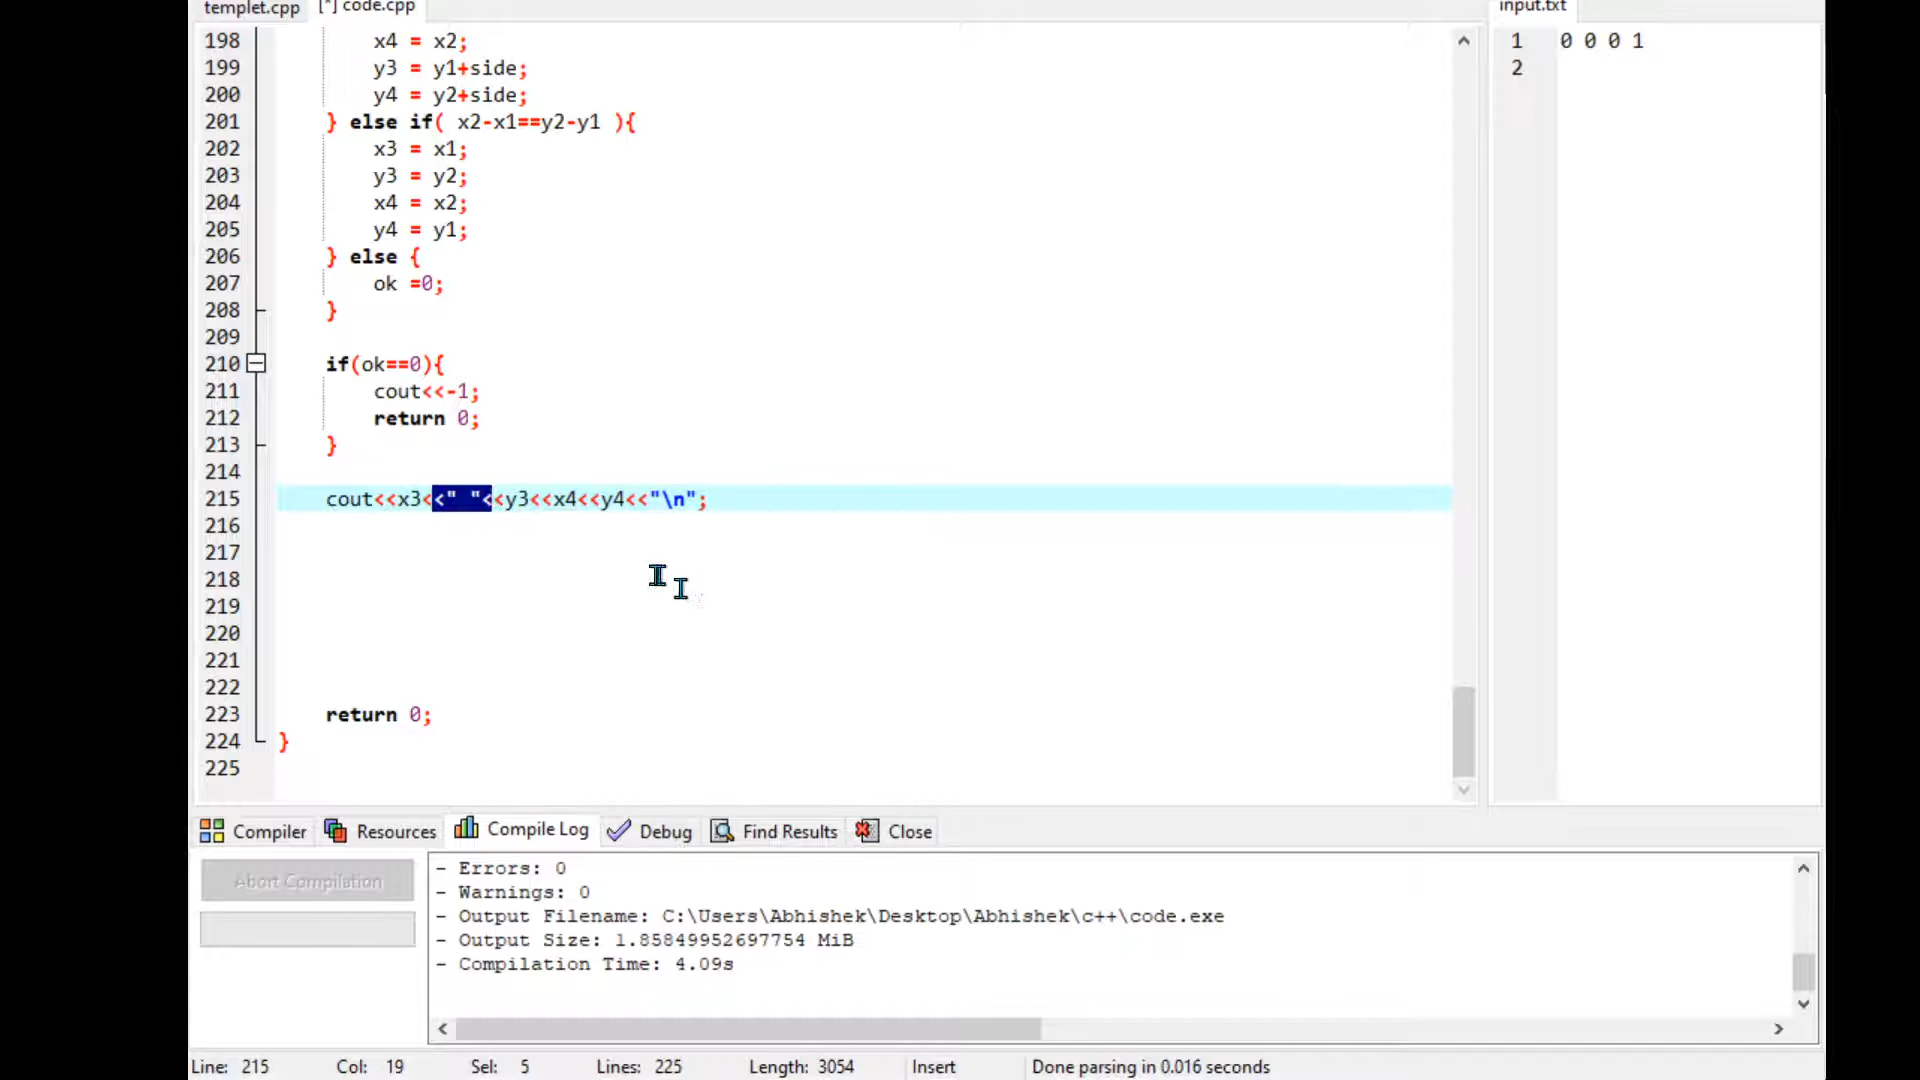 templet.cpp [*] code.cpp
198 x4 = x2;
199 y3 = y1+side;
200 y4 = y2+side;
201 } else if( x2-x1==y2-y1 ){
202 x3 = x1;
203 y3 = y2;
204 x4 = x2;
205 y4 = y1;
206 } else {
207 ok =0;
208 }
209
210 if(ok==0){
211 cout<<-1;
212 return 0;
213 }
214
215 cout<<x3<<" "<<y3<<x4<<y4<<"\n";
216
217
218
219
220
221
222
223 return 0;
224 }
225
input.txt
1 0 0 0 1
2
Compiler Resources Compile Log Debug Find Results Close
Abort Compilation
- Errors: 0
- Warnings: 0
- Output Filename: C:\Users\Abhishek\Desktop\Abhishek\c++\code.exe
- Output Size: 1.85849952697754 MiB
- Compilation Time: 4.09s
Line: 215 Col: 19 Sel: 5 Lines: 225 Length: 3054 Insert Done parsing in 0.016 seconds